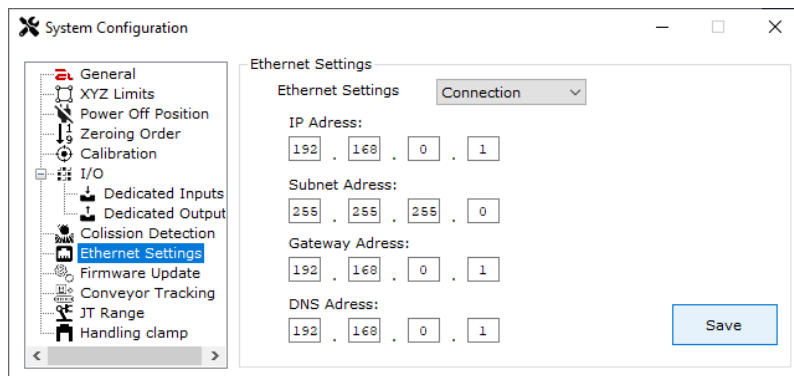 System Configuration
General
XYZ Limits
Power Off Position
Zeroing Order
Calibration
I/O
Dedicated Inputs
Dedicated Output
Colission Detection
Ethernet Settings
Firmware Update
Conveyor Tracking
JT Range
Handling clamp
Ethernet Settings
Ethernet Settings Connection
IP Adress:
192 . 168 . 0 . 1
Subnet Adress:
255 . 255 . 255 . 0
Gateway Adress:
192 . 168 . 0 . 1
DNS Adress:
192 . 168 . 0 . 1
Save